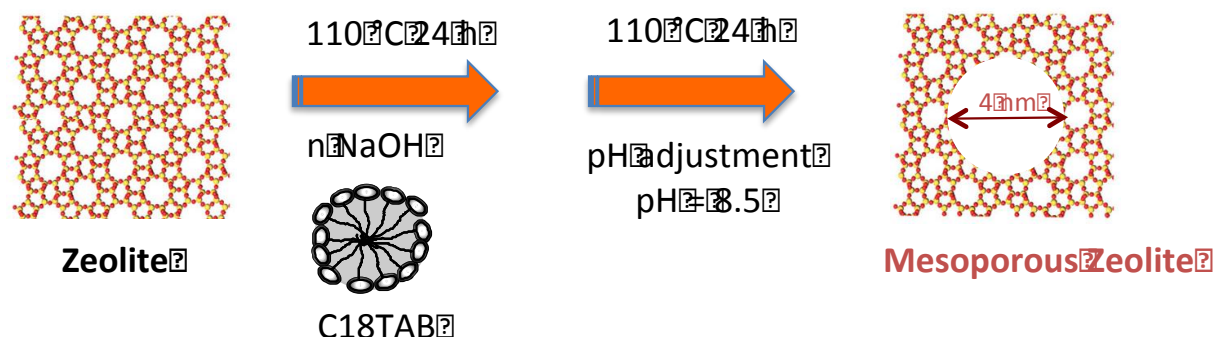 110 °C 24 h
n NaOH
C18TAB
110 °C 24 h
pH adjustment
pH = 8.5
4 nm
Zeolite
Mesoporous Zeolite